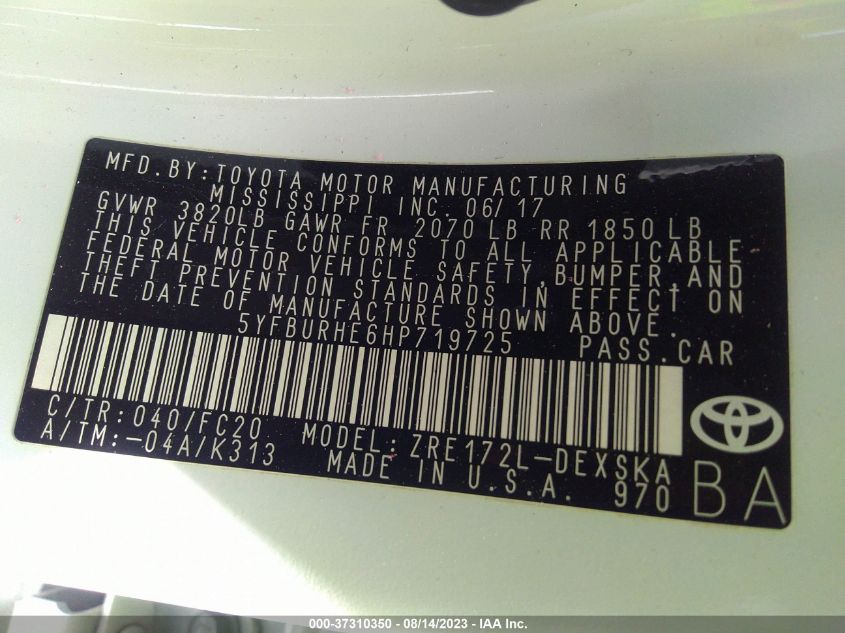 MFD.BY:TOYOTA MOTOR MANUFACTURING
MISSISSIPPI INC. 06/17
GVWR 3820LB GAWR FR 2070 LB RR 1850 LB
THIS VEHICLE CONFORMS TO ALL APPLICABLE
FEDERAL MOTOR VEHICLE SAFETY,BUMPER,AND
THEFT PREVENTION STANDARDS IN EFFECT ON
THE DATE OF MANUFACTURE SHOWN ABOVE.
5YFBURHE6HP719725 PASS.CAR
C/TR:040/FC20 MODEL:ZRE172L-DEXSKA
A/TM:-04A/K313 MADE IN U.S.A. 970
BA
000-37310350 - 08/14/2023 - IAA Inc.